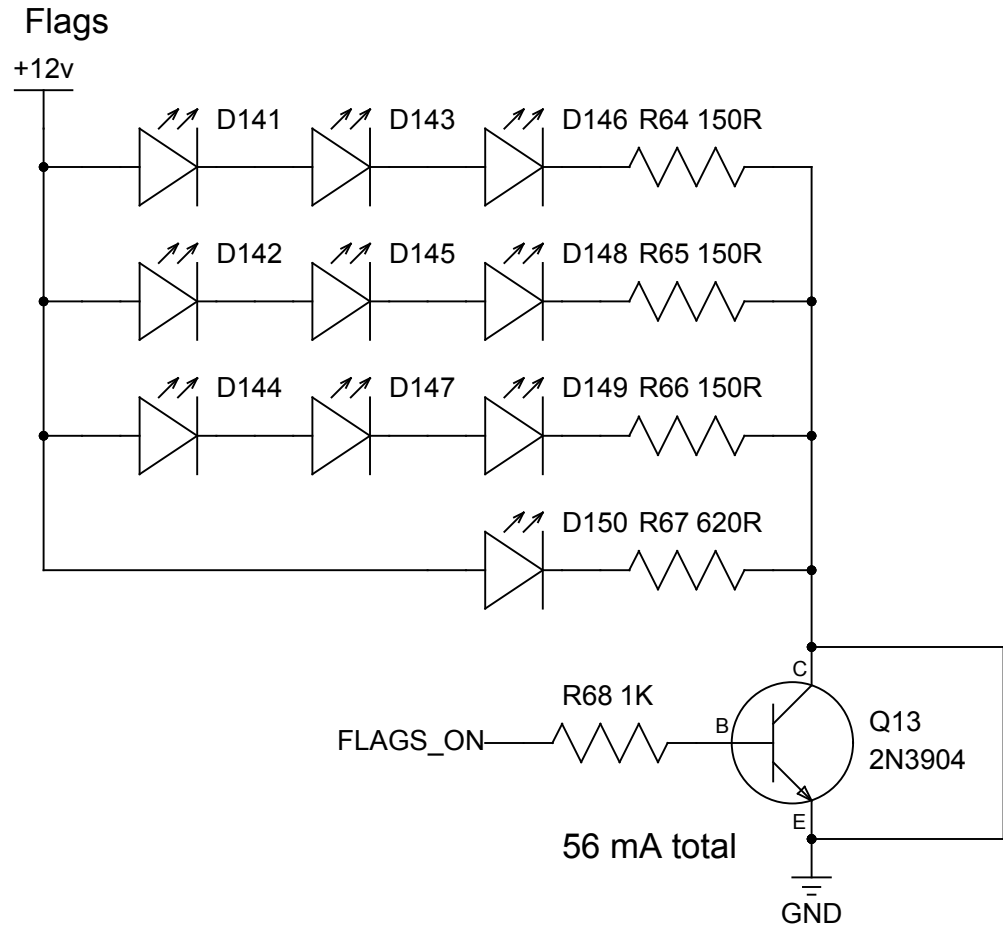 Flags
+12v
D141 D143 D146 R64 150R
D142 D145 D148 R65 150R
D144 D147 D149 R66 150R
D150 R67 620R
C
R68 1K
B
Q13
FLAGS_ON
2N3904
E
56 mA total
GND